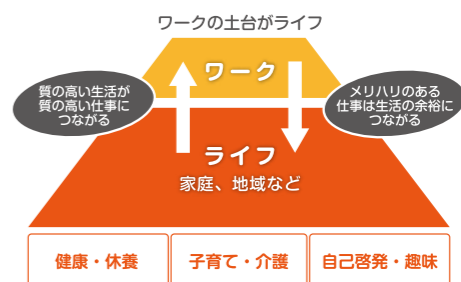 ワークの土台がライフ
ワーク
質の高い生活が
質の高い仕事に
つながる
メリハリのある
仕事は生活の余裕に
つながる
ライフ
家庭、地域など
健康・休養
子育て・介護
自己啓発・趣味